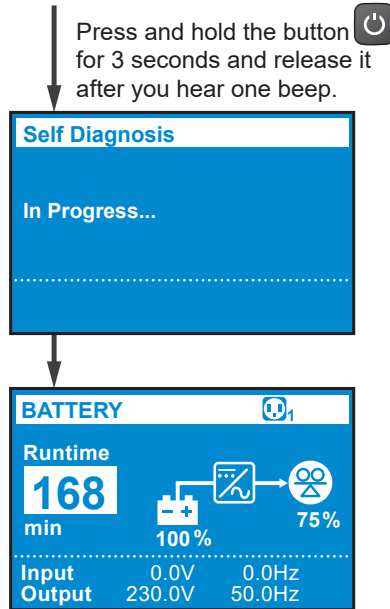 Press and hold the button
for 3 seconds and release it
after you hear one beep.
Self Diagnosis
In Progress...
BATTERY 1
Runtime
168
min
100 %
75%
Input 0.0V 0.0Hz
Output 230.0V 50.0Hz